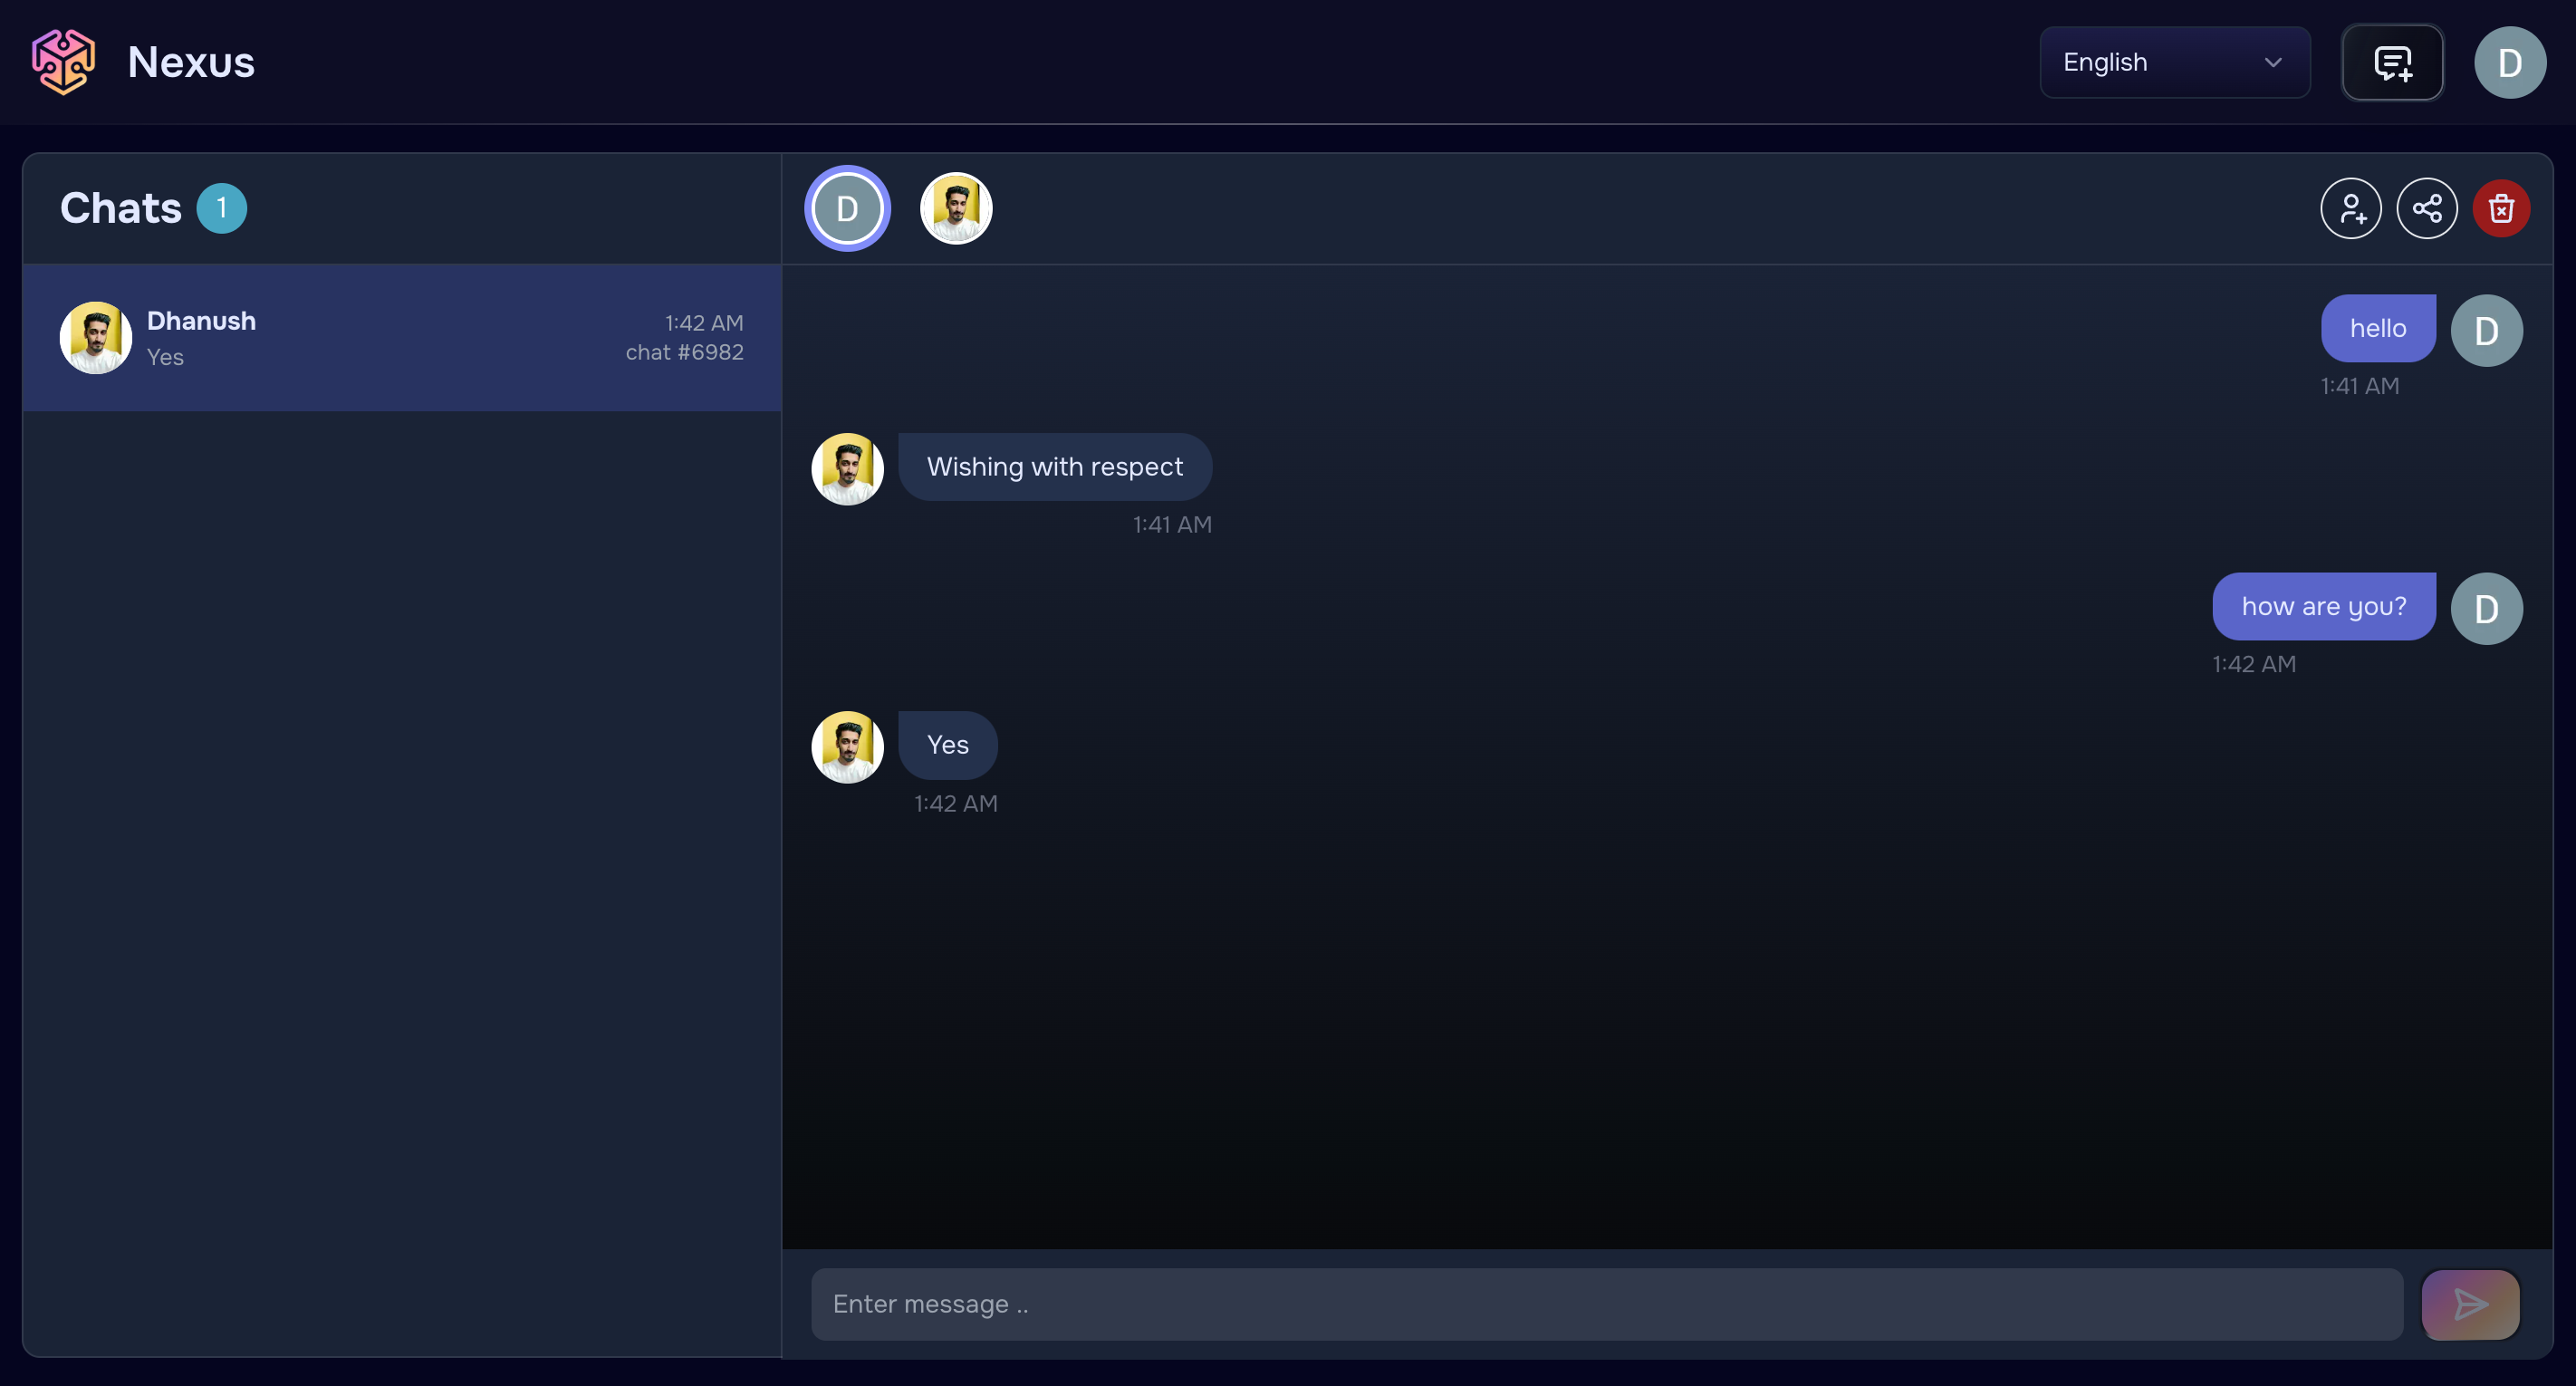 Nexus
English
D
Chats 1
D
Dhanush
Yes
1:42 AM
chat #6982
hello
D
1:41 AM
Wishing with respect
1:41 AM
how are you?
D
1:42 AM
Yes
1:42 AM
Enter message ..